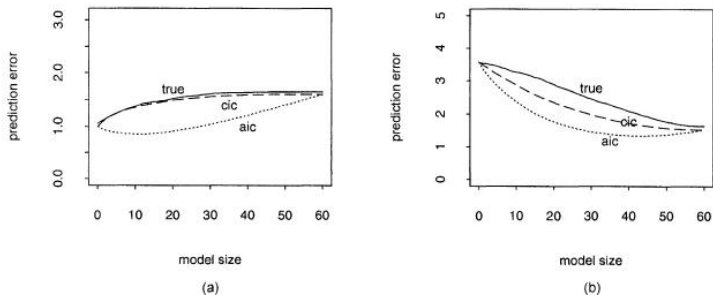 3.0
2.0
1.0
0.0
prediction error
true
cic
aic
0 10 20 30 40 50 60
model size
(a)
5
4
3
2
1
0
prediction error
true
cic
aic
0 10 20 30 40 50 60
model size
(b)